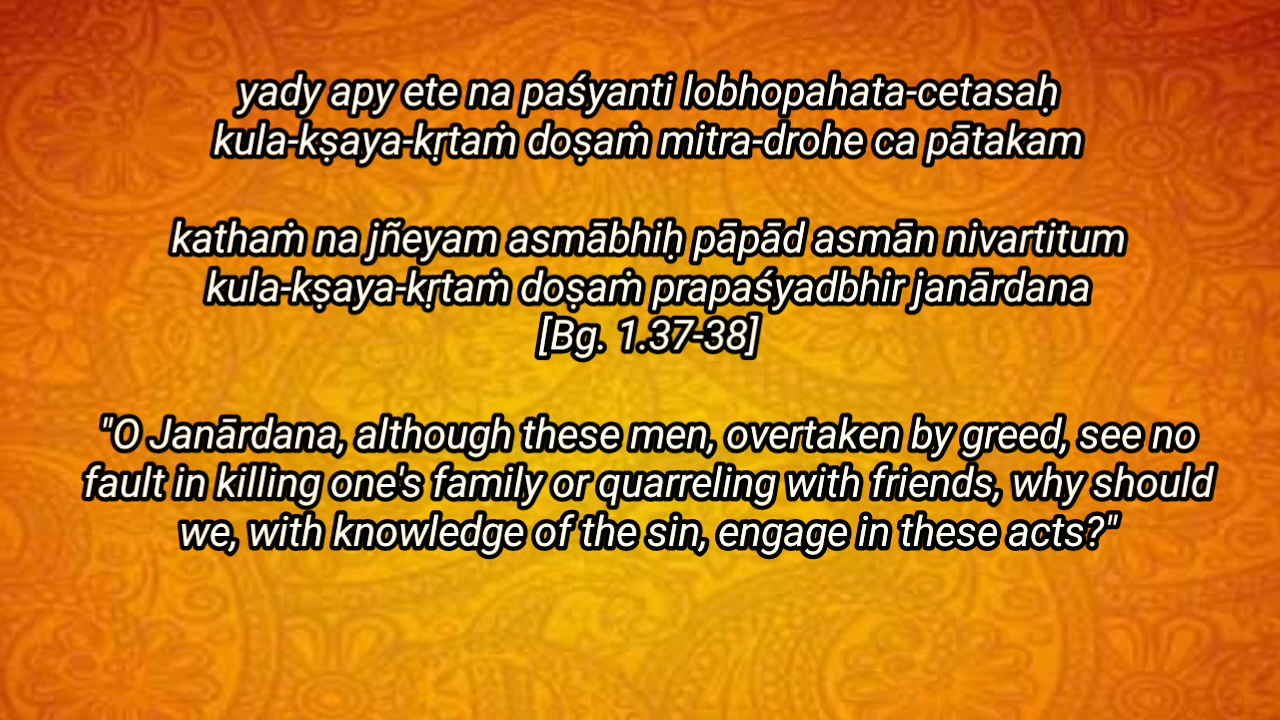 yady apy ete na paśyanti lobhopahata-cetasaḥ
kula-kṣaya-kṛtaṁ doṣaṁ mitra-drohe ca pātakam
kathaṁ na jñeyam asmābhiḥ pāpād asmān nivartitum
kula-kṣaya-kṛtaṁ doṣaṁ prapaśyadbhir janārdana
[Bg. 1.37-38]
"O Janārdana, although these men, overtaken by greed, see no
fault in killing one's family or quarreling with friends, why should
we, with knowledge of the sin, engage in these acts?"